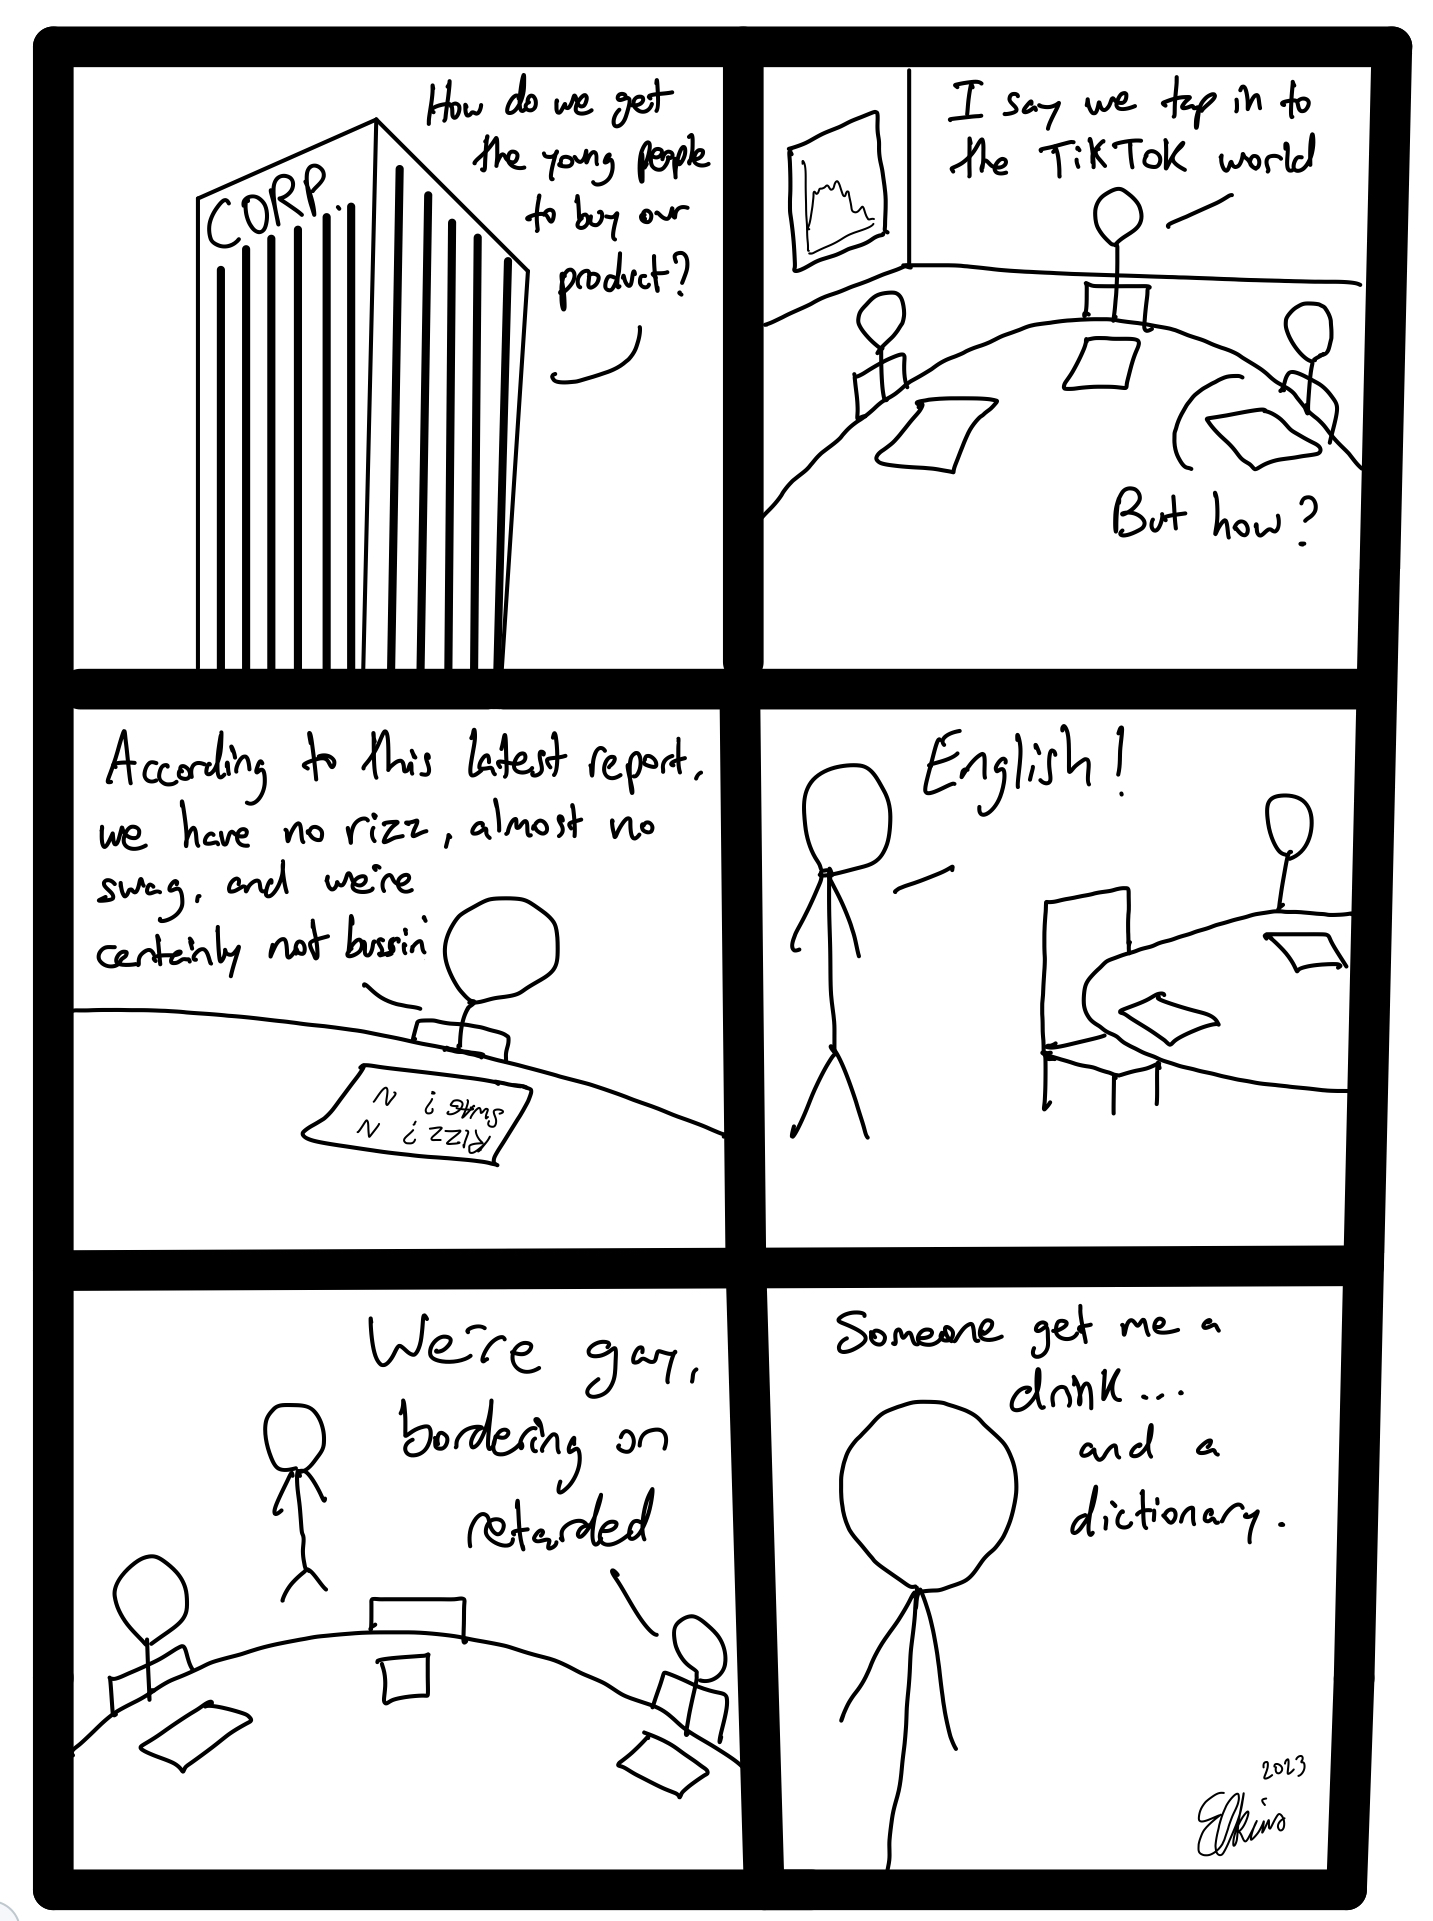 How do we get
the young people
to buy our
product?
CORP.
I say we tap in to
the TiKTOK world
But how?
According to this latest report,
we have no rizz, almost no
swag, and we're
certainly not bussin
SWAG? N
RIZZ? N
English!
We're gay,
bordering on
retarded
Someone get me a
drink...
and a
dictionary.
2023
Elkins